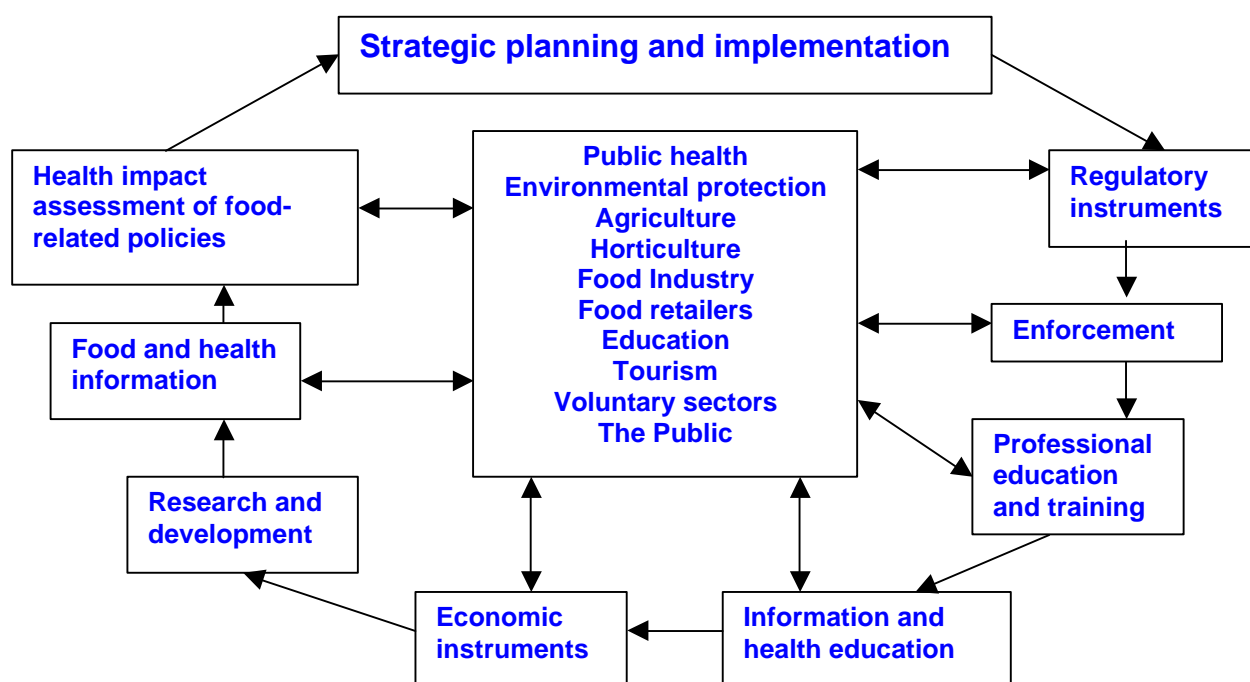 Strategic planning and implementation
Health impact
assessment of food-
related policies
Public health
Environmental protection
Agriculture
Horticulture
Food Industry
Food retailers
Education
Tourism
Voluntary sectors
The Public
Regulatory
instruments
Enforcement
Food and health
information
Professional
education
and training
Research and
development
Economic
instruments
Information and
health education